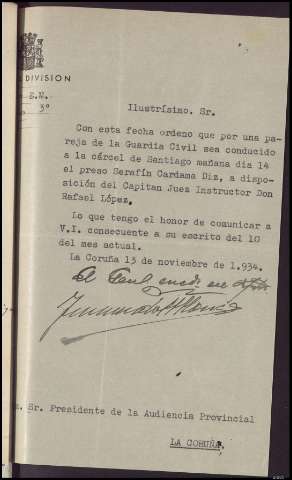 DIVISION
E.M.
3º
Ilustrísimo. Sr.
Con esta fecha ordeno que por una pa-
reja de la Guardia Civil sea conducido
a la cárcel de Santiago mañana dia 14
el preso Serafín Cardama Diz, a dispo-
sición del Capitan Juez Instructor Don
Rafael López.
Lo que tengo el honor de comunicar a
V.I. consecuente a su escrito del 10
del mes actual.
La Coruña 13 de noviembre de 1.934.
El
Sr. Presidente de la Audiencia Provincial
LA CORUÑA.